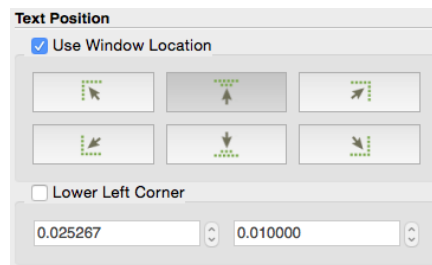 Text Position
Use Window Location
Lower Left Corner
0.025267 0.010000